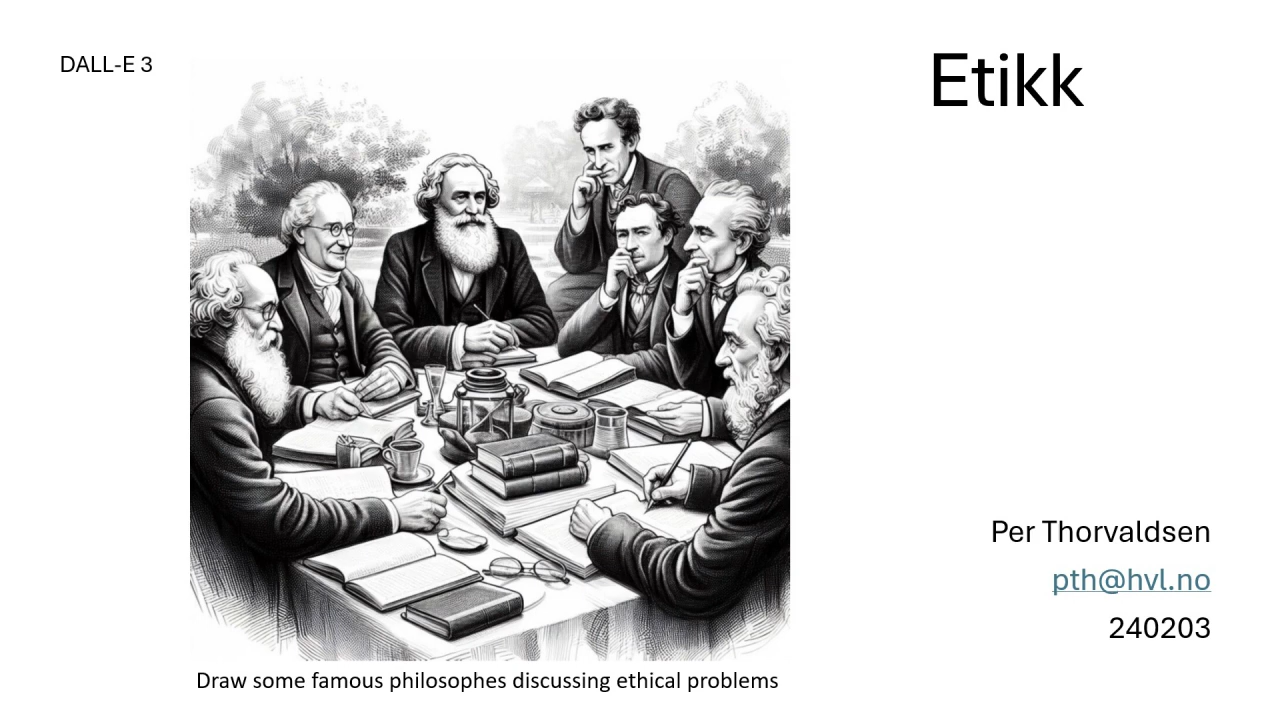 DALL-E 3
Etikk
Per Thorvaldsen
pth@hvl.no
240203
Draw some famous philosophes discussing ethical problems